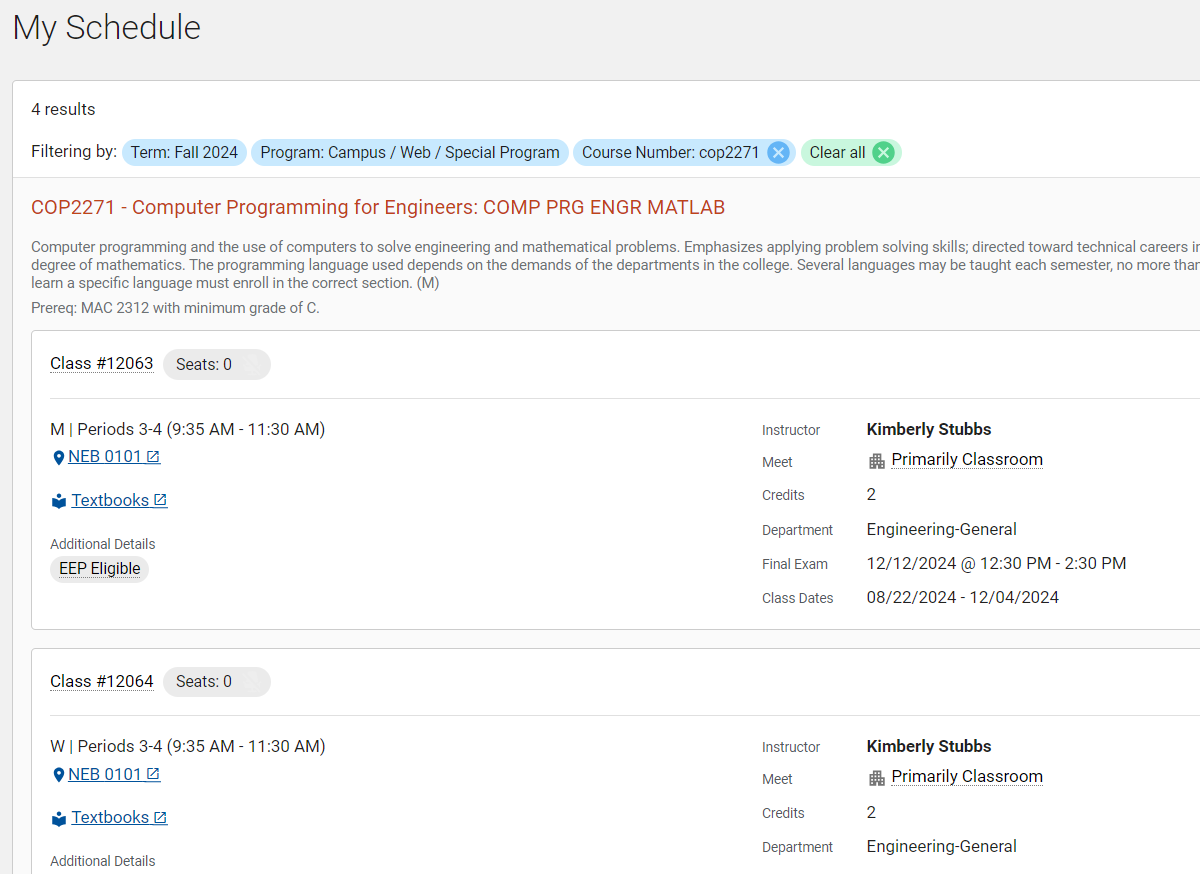 My Schedule
4 results
Filtering by: Term: Fall 2024 Program: Campus / Web / Special Program Course Number: cop2271 Clear all
COP2271 - Computer Programming for Engineers: COMP PRG ENGR MATLAB
Computer programming and the use of computers to solve engineering and mathematical problems. Emphasizes applying problem solving skills; directed toward technical careers in
degree of mathematics. The programming language used depends on the demands of the departments in the college. Several languages may be taught each semester, no more than
learn a specific language must enroll in the correct section. (M)
Prereq: MAC 2312 with minimum grade of C.
Class #12063 Seats: 0
M | Periods 3-4 (9:35 AM - 11:30 AM)
NEB 0101
Textbooks
Additional Details
EEP Eligible
Instructor Kimberly Stubbs
Meet Primarily Classroom
Credits 2
Department Engineering-General
Final Exam 12/12/2024 @ 12:30 PM - 2:30 PM
Class Dates 08/22/2024 - 12/04/2024
Class #12064 Seats: 0
W | Periods 3-4 (9:35 AM - 11:30 AM)
NEB 0101
Textbooks
Additional Details
Instructor Kimberly Stubbs
Meet Primarily Classroom
Credits 2
Department Engineering-General